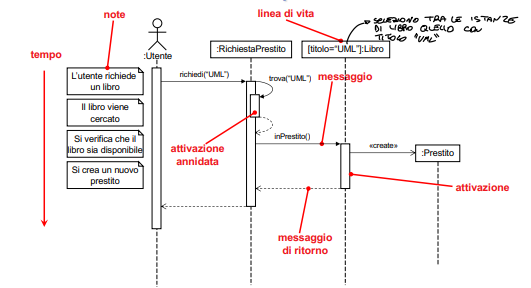 note
linea di vita
SELEZIONO TRA LE ISTANZE
DI LIBRO QUELLO CON
TITOLO "UML"
tempo
:Utente
:RichiestaPrestito
[titolo="UML"]:Libro
L'utente richiede
un libro
richiedi("UML")
trova("UML")
messaggio
Il libro viene
cercato
Si verifica che il
libro sia disponibile
attivazione
annidata
inPrestito()
«create»
:Prestito
Si crea un nuovo
prestito
attivazione
messaggio
di ritorno